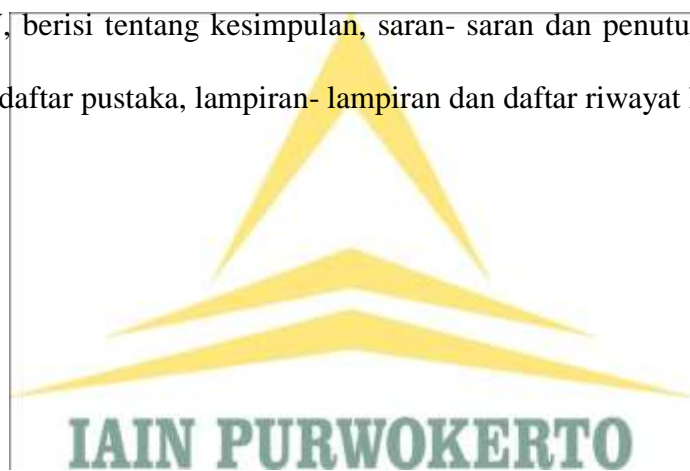 , berisi tentang kesimpulan, saran- saran dan penutu
daftar pustaka, lampiran- lampiran dan daftar riwayat
IAIN PURWOKERTO